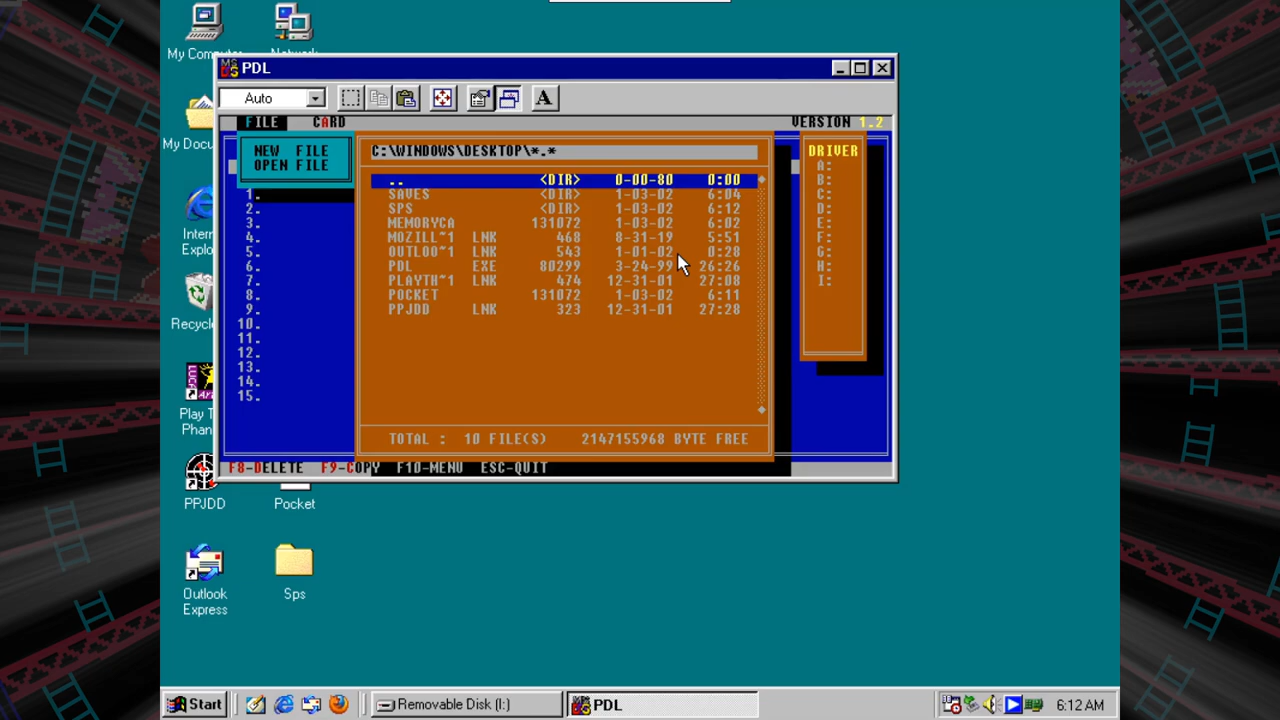 My Computer
Network
PDL
Auto
A
FILE CARD VERSION 1.2
NEW FILE
OPEN FILE
C:\WINDOWS\DESKTOP\*.*
DRIVER
A:
B:
C:
D:
E:
F:
G:
H:
I:
.. <DIR> 0-00-80 0:00
1. SAVES <DIR> 1-03-02 6:04
2. SPS <DIR> 1-03-02 6:12
3. MEMORYCA 131072 1-03-02 6:02
4. MOZILL~1 LNK 468 8-31-19 5:51
5. OUTLOO~1 LNK 543 1-01-02 0:28
6. PDL EXE 80299 3-24-99 26:26
7. PLAYTH~1 LNK 474 12-31-01 27:08
8. POCKET 131072 1-03-02 6:11
9. PPJDD LNK 323 12-31-01 27:28
10.
11.
12.
13.
14.
15.
TOTAL : 10 FILE(S) 2147155968 BYTE FREE
F8-DELETE F9-COPY F10-MENU ESC-QUIT
My Docu
Intern
Explo
Recycl
Play T
Phan
PPJDD
Pocket
Outlook
Express
Sps
Start
Removable Disk (I:)
PDL
6:12 AM